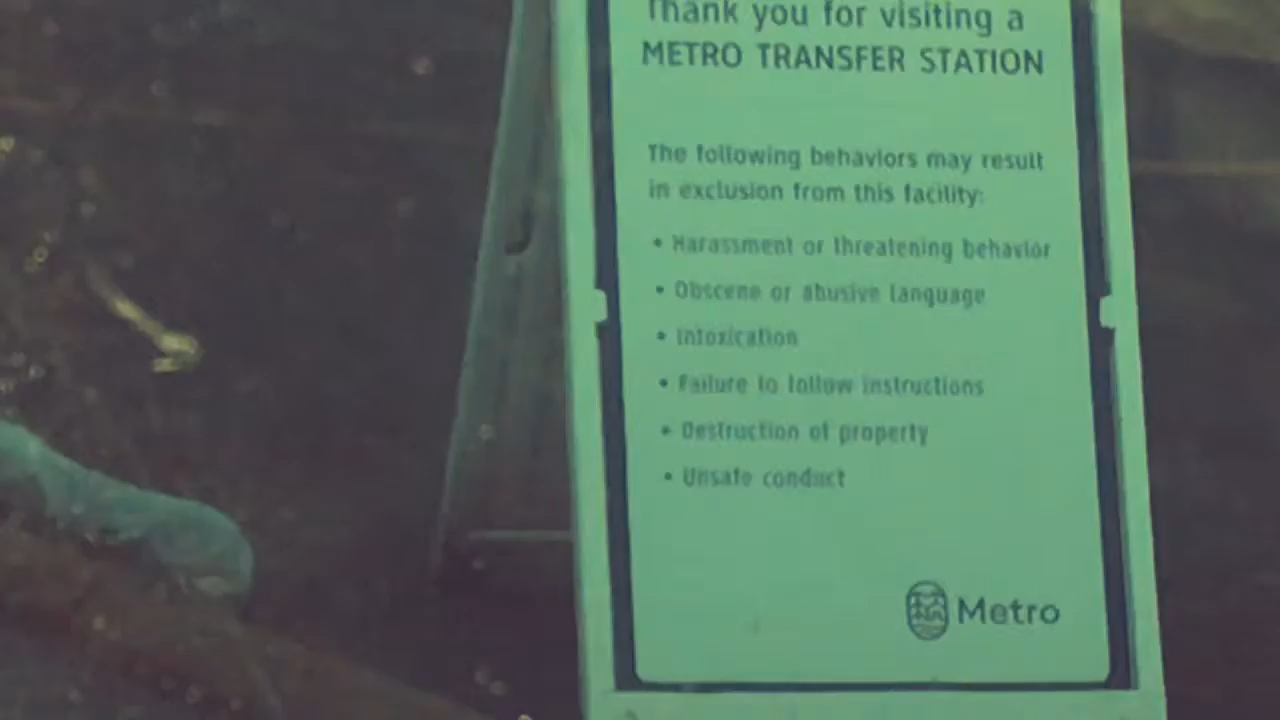 Thank you for visiting a
METRO TRANSFER STATION
The following behaviors may result
in exclusion from this facility:
• Harassment or threatening behavior
• Obscene or abusive language
• Intoxication
• Failure to follow instructions
• Destruction of property
• Unsafe conduct
Metro